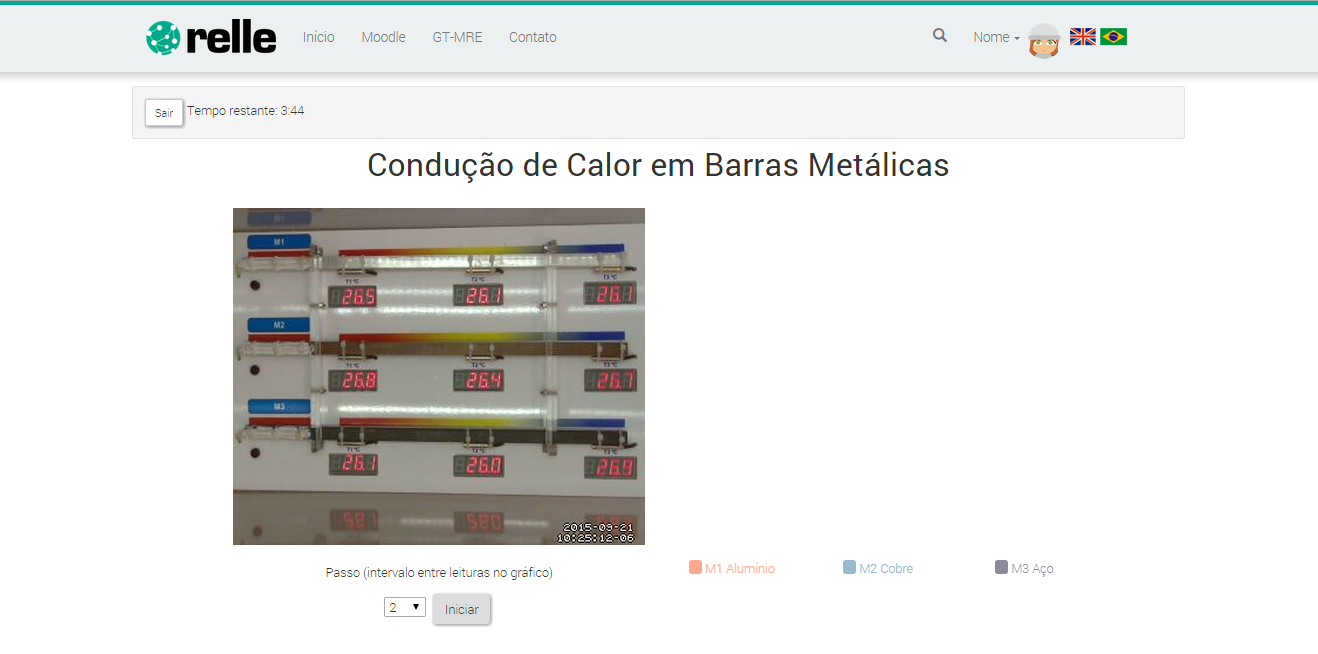 relle
Início
Moodle
GT-MRE
Contato
Nome
Sair
Tempo restante: 3:44
Condução de Calor em Barras Metálicas
M1
T1 °C
T2 °C
T3 °C
26.5
26.1
26.1
M2
T1 °C
T2 °C
T3 °C
26.8
26.4
26.7
M3
T1 °C
T2 °C
T3 °C
26.1
26.0
26.9
2015-09-21
10:25:12-06
Passo (intervalo entre leituras no gráfico)
2
Iniciar
M1 Alumínio
M2 Cobre
M3 Aço